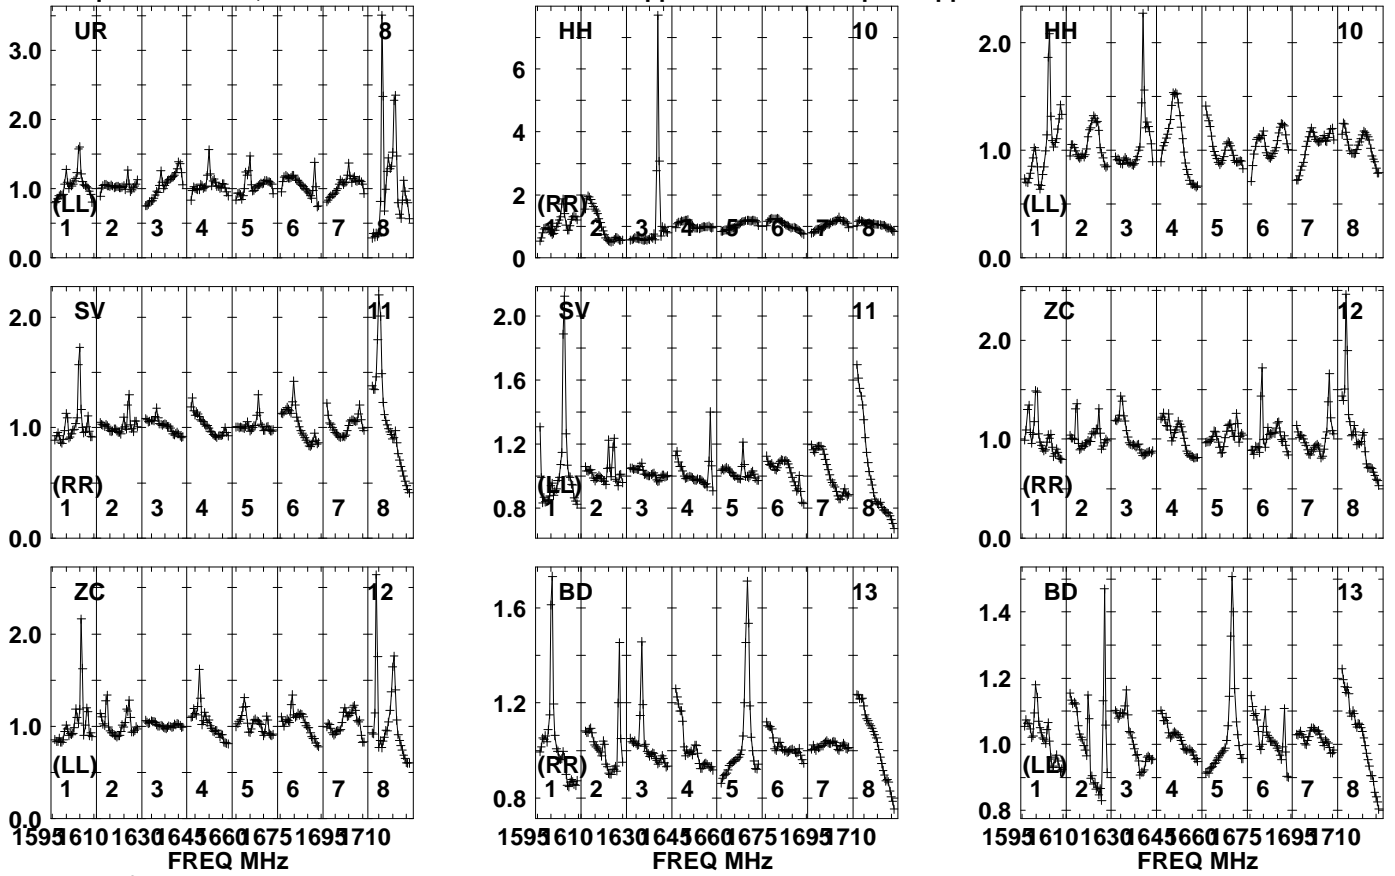 UR 8 HH 10 HH 10
3.0 2.0 1.0 0.0
8 6 4 2 0
2.0 1.0 0.0
(LL) (RR) (LL)
1 2 3 4 5 6 7 8
1 2 3 4 5 6 7 8
1 2 3 4 5 6 7 8
SV 11 SV 11 ZC 12
2.0 1.0 0.0
2.0 1.6 1.2 0.8
2.0 1.0 0.0
(RR) (LL) (RR)
1 2 3 4 5 6 7 8
1 2 3 4 5 6 7 8
1 2 3 4 5 6 7 8
ZC 12 BD 13 BD 13
2.0 1.0 0.0
1.6 1.2 0.8
1.4 1.2 1.0 0.8
(LL) (RR) (LL)
1 2 3 4 5 6 7 8
1 2 3 4 5 6 7 8
1 2 3 4 5 6 7 8
1595 1610 1630 1645 1660 1675 1695 1710
1595 1610 1630 1645 1660 1675 1695 1710
1595 1610 1630 1645 1660 1675 1695 1710
FREQ MHz FREQ MHz FREQ MHz